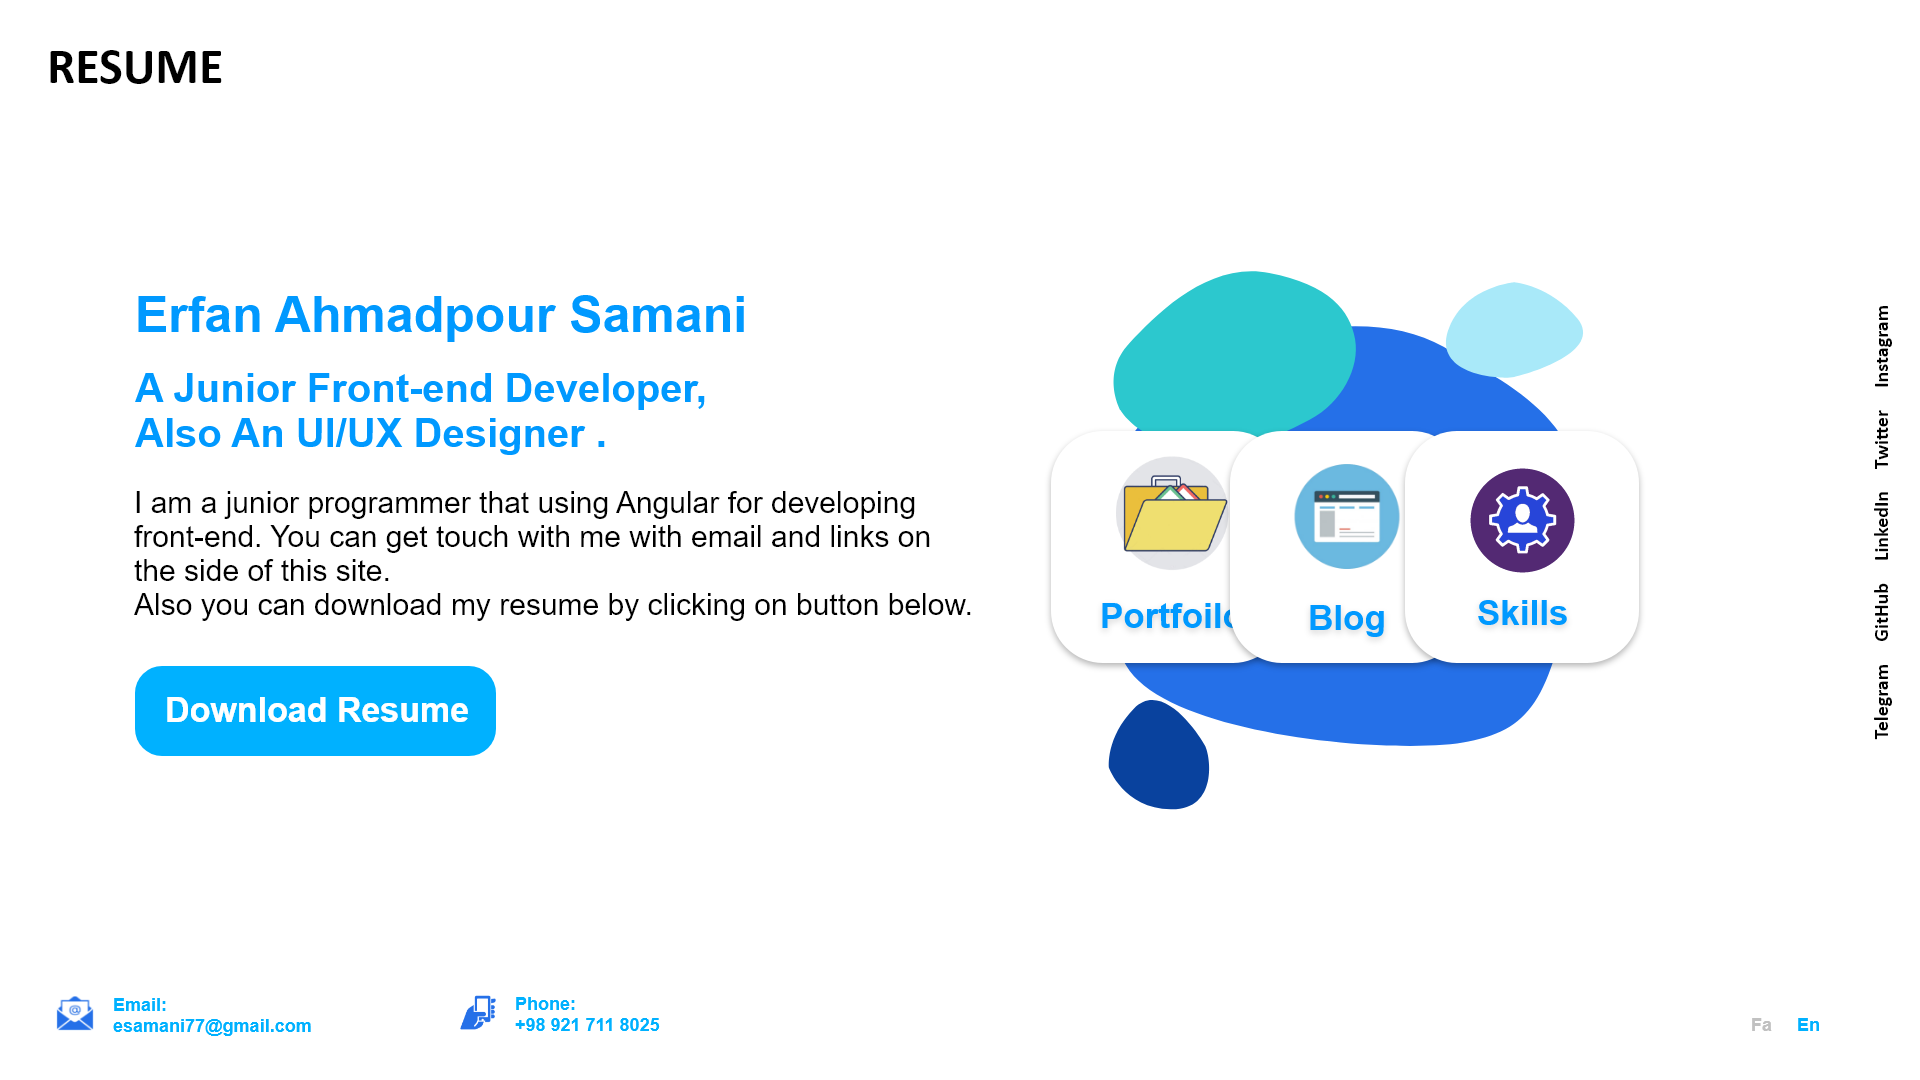 RESUME
Erfan Ahmadpour Samani
A Junior Front-end Developer,
Also An UI/UX Designer .
I am a junior programmer that using Angular for developing
front-end. You can get touch with me with email and links on
the side of this site.
Also you can download my resume by clicking on button below.
Download Resume
Portfoilo
Blog
Skills
Instagram
Twitter
LinkedIn
GitHub
Telegram
Email:
esamani77@gmail.com
Phone:
+98 921 711 8025
Fa
En